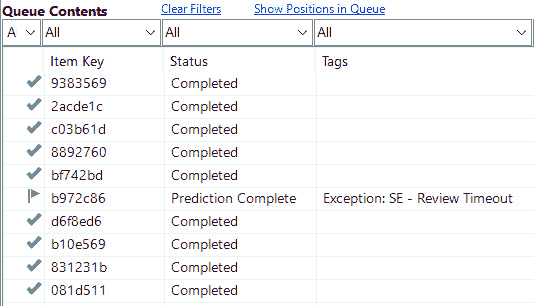 Queue Contents Clear Filters Show Positions in Queue
A All All All
Item Key Status Tags
9383569 Completed
2acde1c Completed
c03b61d Completed
8892760 Completed
bf742bd Completed
b972c86 Prediction Complete Exception: SE - Review Timeout
d6f8ed6 Completed
b10e569 Completed
831231b Completed
081d511 Completed